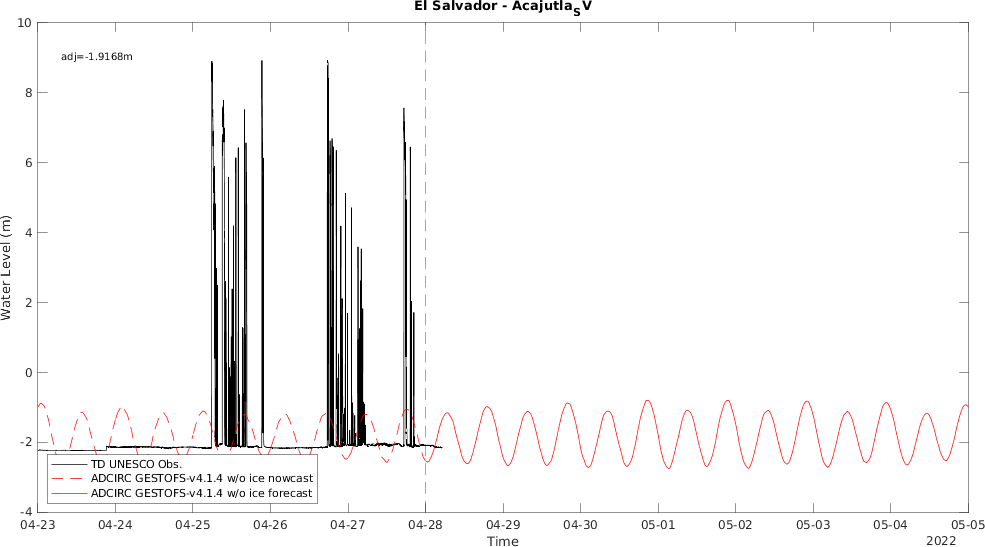 El Salvador - AcajutlaSV
adj=-1.9168m
Water Level (m)
10
8
6
4
2
0
-2
-4
TD UNESCO Obs.
ADCIRC GESTOFS-v4.1.4 w/o ice nowcast
ADCIRC GESTOFS-v4.1.4 w/o ice forecast
04-23 04-24 04-25 04-26 04-27 04-28 04-29 04-30 05-01 05-02 05-03 05-04 05-05
Time
2022